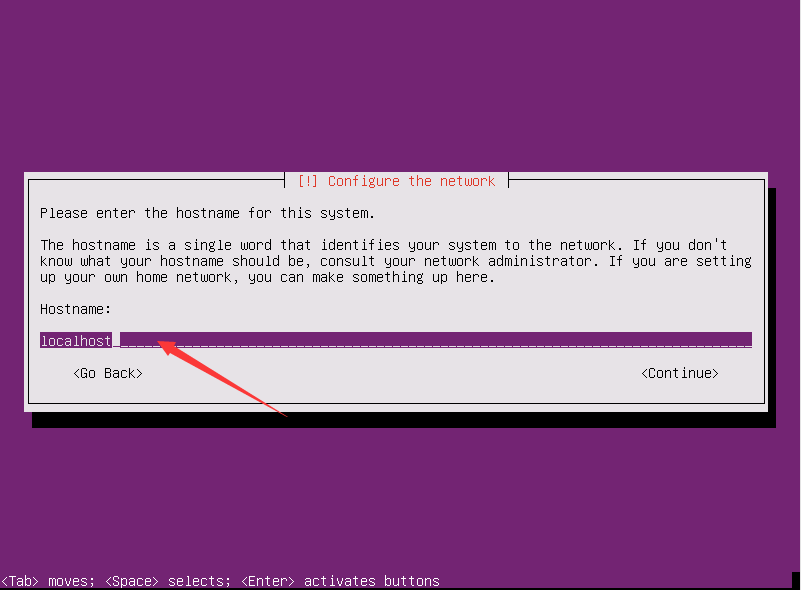 [!] Configure the network
Please enter the hostname for this system.
The hostname is a single word that identifies your system to the network. If you don't
know what your hostname should be, consult your network administrator. If you are setting
up your own home network, you can make something up here.
Hostname:
localhost
<Go Back> <Continue>
<Tab> moves; <Space> selects; <Enter> activates buttons